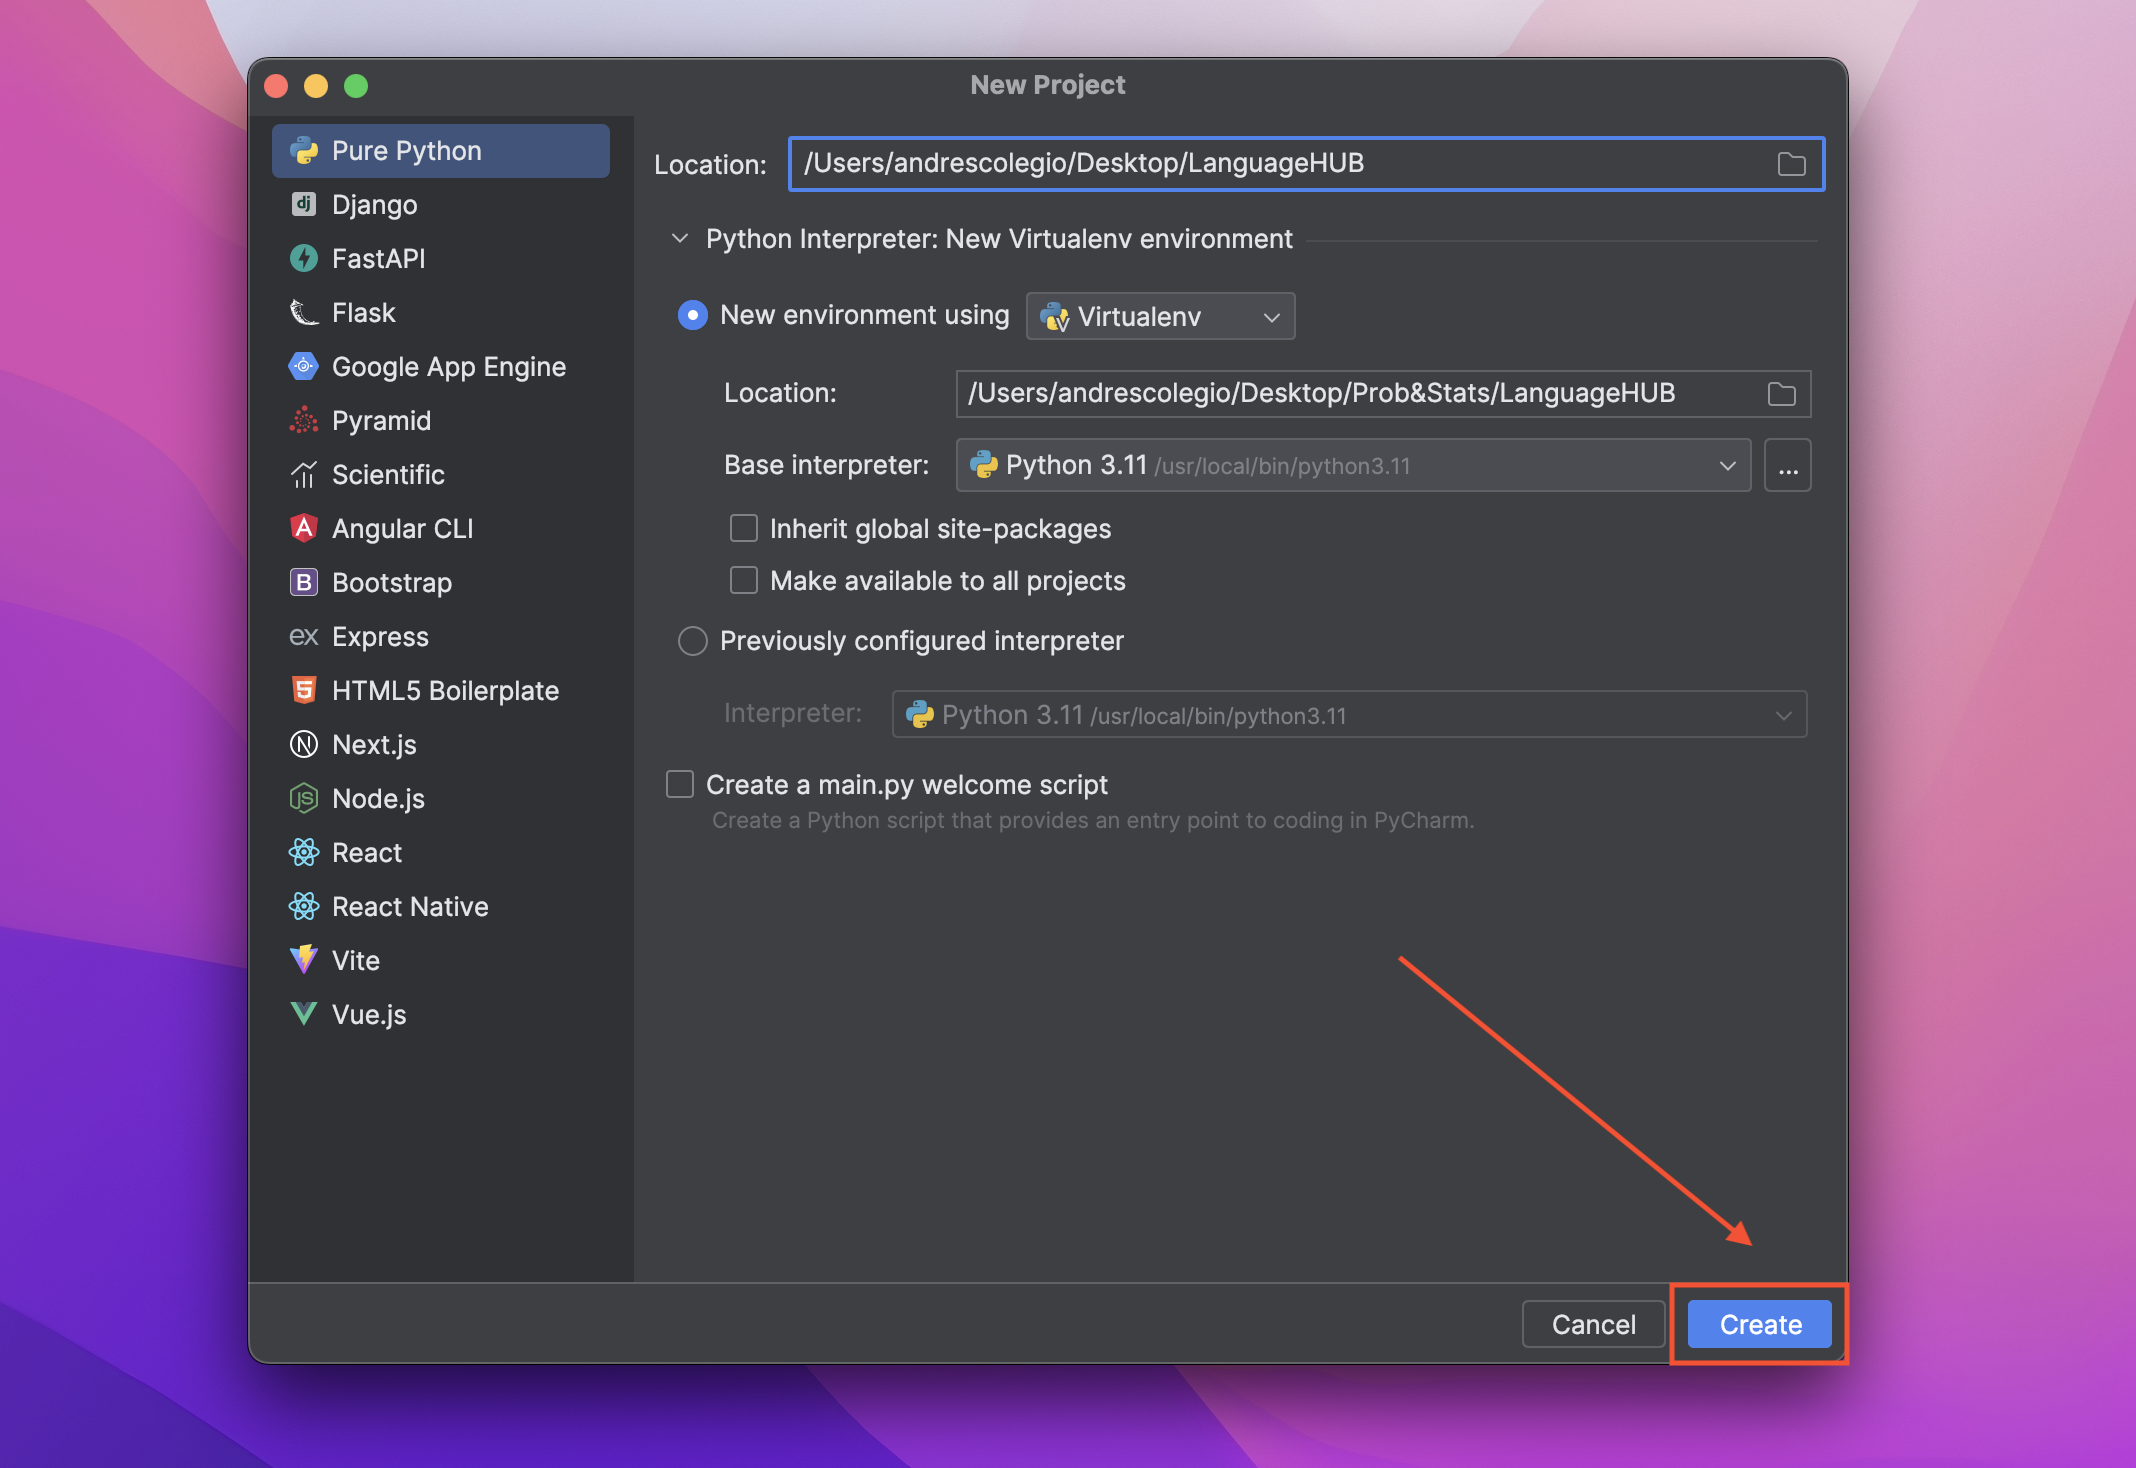 New Project
Pure Python
Django
FastAPI
Flask
Google App Engine
Pyramid
Scientific
Angular CLI
Bootstrap
ex Express
HTML5 Boilerplate
Next.js
Node.js
React
React Native
Vite
Vue.js
Location: /Users/andrescolegio/Desktop/LanguageHUB
Python Interpreter: New Virtualenv environment
New environment using Virtualenv
Location: /Users/andrescolegio/Desktop/Prob&Stats/LanguageHUB
Base interpreter: Python 3.11 /usr/local/bin/python3.11 ...
Inherit global site-packages
Make available to all projects
Previously configured interpreter
Interpreter: Python 3.11 /usr/local/bin/python3.11
Create a main.py welcome script
Create a Python script that provides an entry point to coding in PyCharm.
Cancel Create